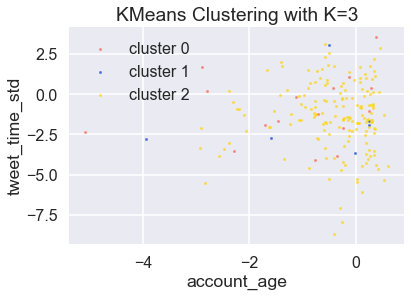 KMeans Clustering with K=3
cluster 0
cluster 1
cluster 2
tweet_time_std
2.5
0.0
−2.5
−5.0
−7.5
−4
−2
0
account_age